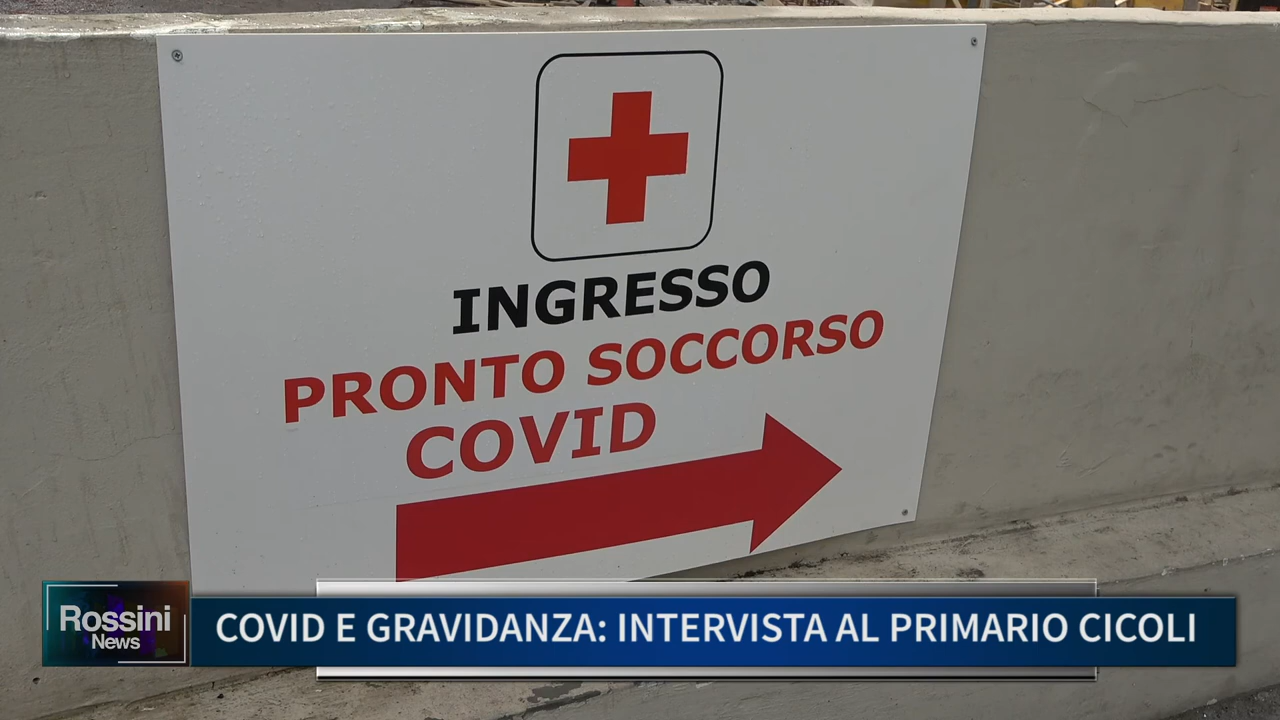 INGRESSO
PRONTO SOCCORSO
COVID
Rossini
News
COVID E GRAVIDANZA: INTERVISTA AL PRIMARIO CICOLI